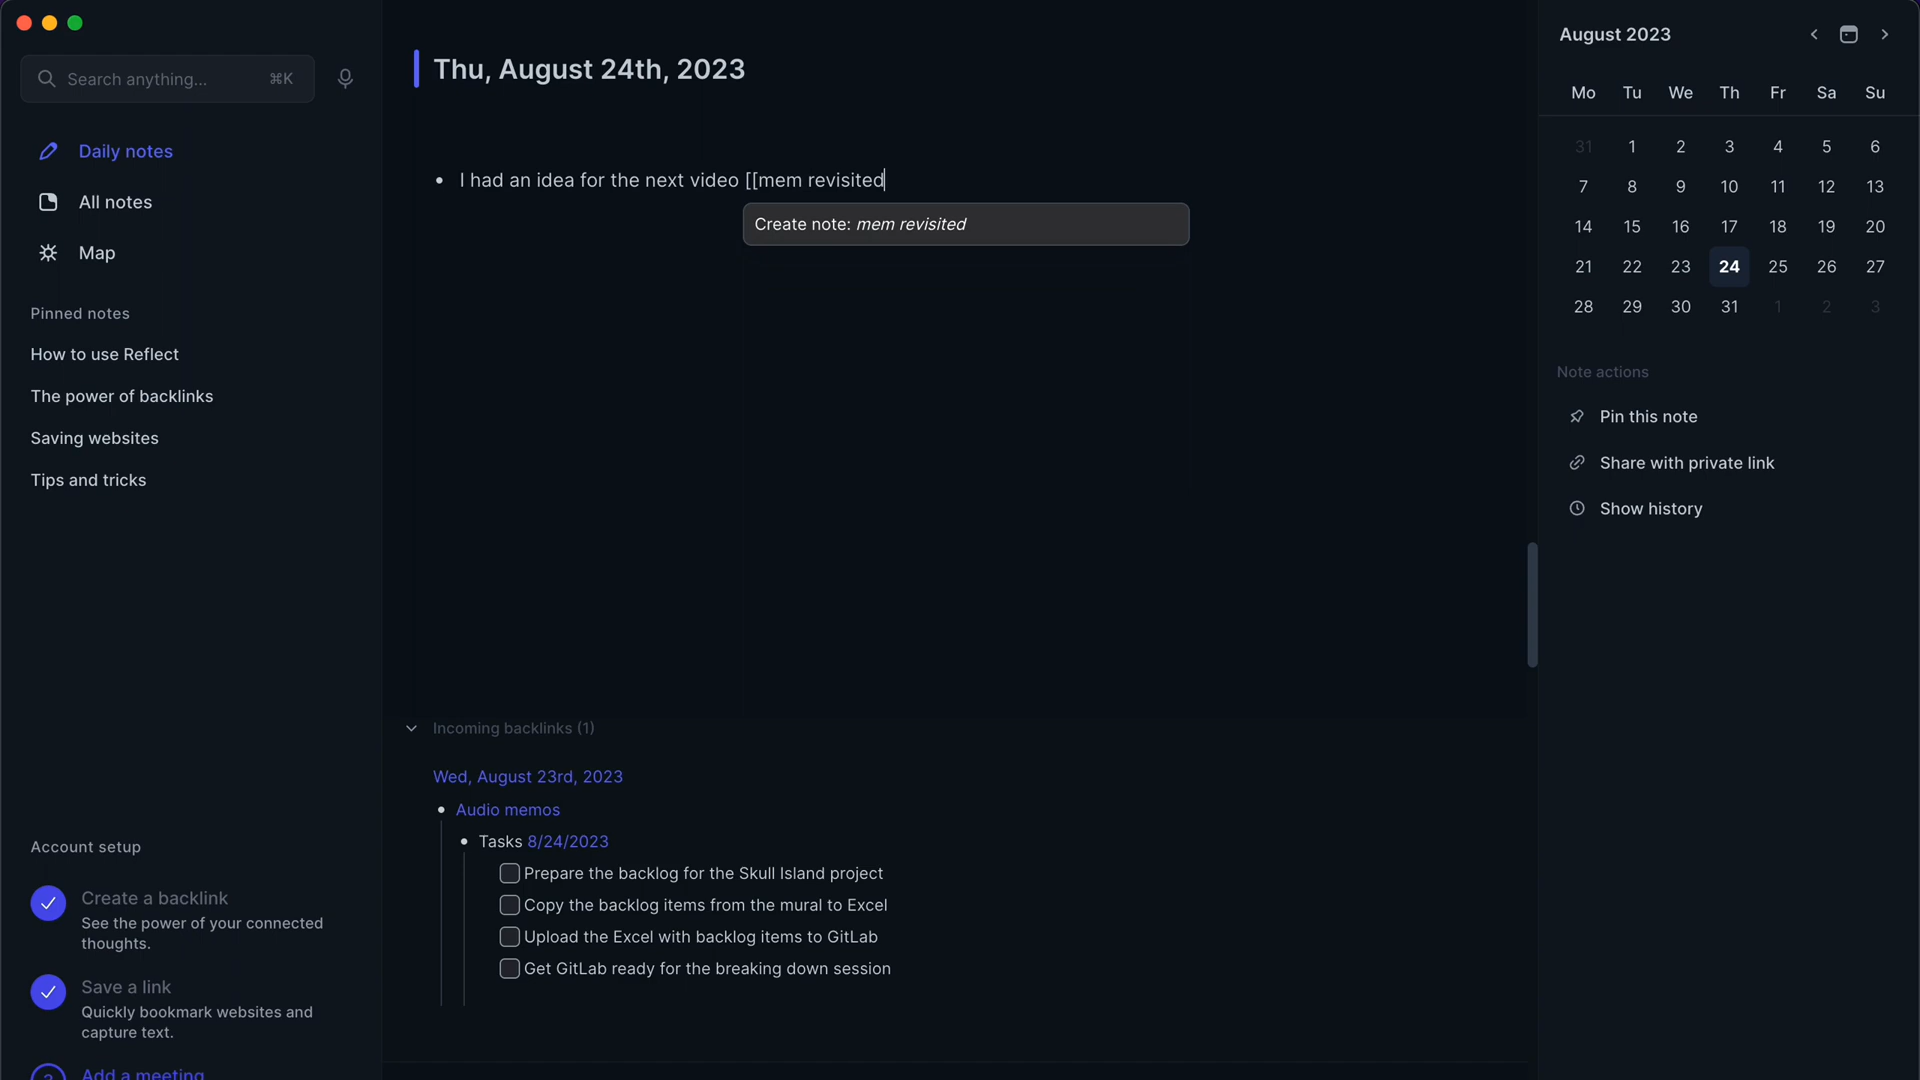 Search anything... ⌘K
Daily notes
All notes
Map
Pinned notes
How to use Reflect
The power of backlinks
Saving websites
Tips and tricks
Account setup
Create a backlink
See the power of your connected
thoughts.
Save a link
Quickly bookmark websites and
capture text.
Add a meeting
Thu, August 24th, 2023
• I had an idea for the next video [[mem revisited
Create note: mem revisited
Incoming backlinks (1)
Wed, August 23rd, 2023
• Audio memos
• Tasks 8/24/2023
Prepare the backlog for the Skull Island project
Copy the backlog items from the mural to Excel
Upload the Excel with backlog items to GitLab
Get GitLab ready for the breaking down session
August 2023
Mo Tu We Th Fr Sa Su
31 1 2 3 4 5 6
7 8 9 10 11 12 13
14 15 16 17 18 19 20
21 22 23 24 25 26 27
28 29 30 31 1 2 3
Note actions
Pin this note
Share with private link
Show history